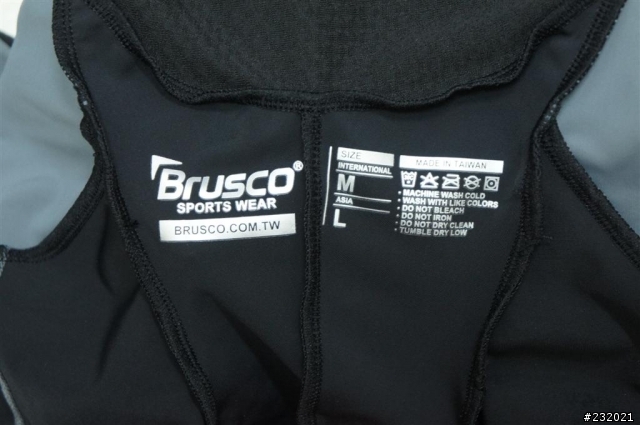 BRUSCO®
SPORTS WEAR
BRUSCO.COM.TW
SIZE
INTERNATIONAL
M
ASIA
L
MADE IN TAIWAN
• MACHINE WASH COLD
• WASH WITH LIKE COLORS
• DO NOT BLEACH
• DO NOT IRON
• DO NOT DRY CLEAN
• TUMBLE DRY LOW
#232021